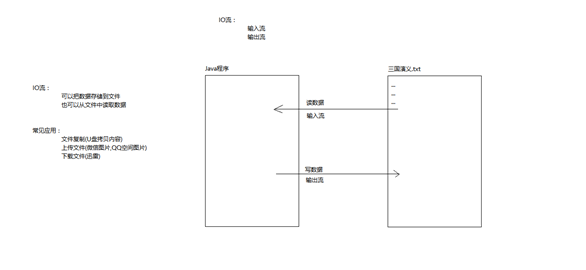 IO流：
输入流
输出流
Java程序
三国演义.txt
IO流：
可以把数据存储到文件
也可以从文件中读取数据
读数据
输入流
常见应用：
文件复制(U盘拷贝内容)
上传文件(微信图片,QQ空间图片)
下载文件(迅雷)
写数据
输出流